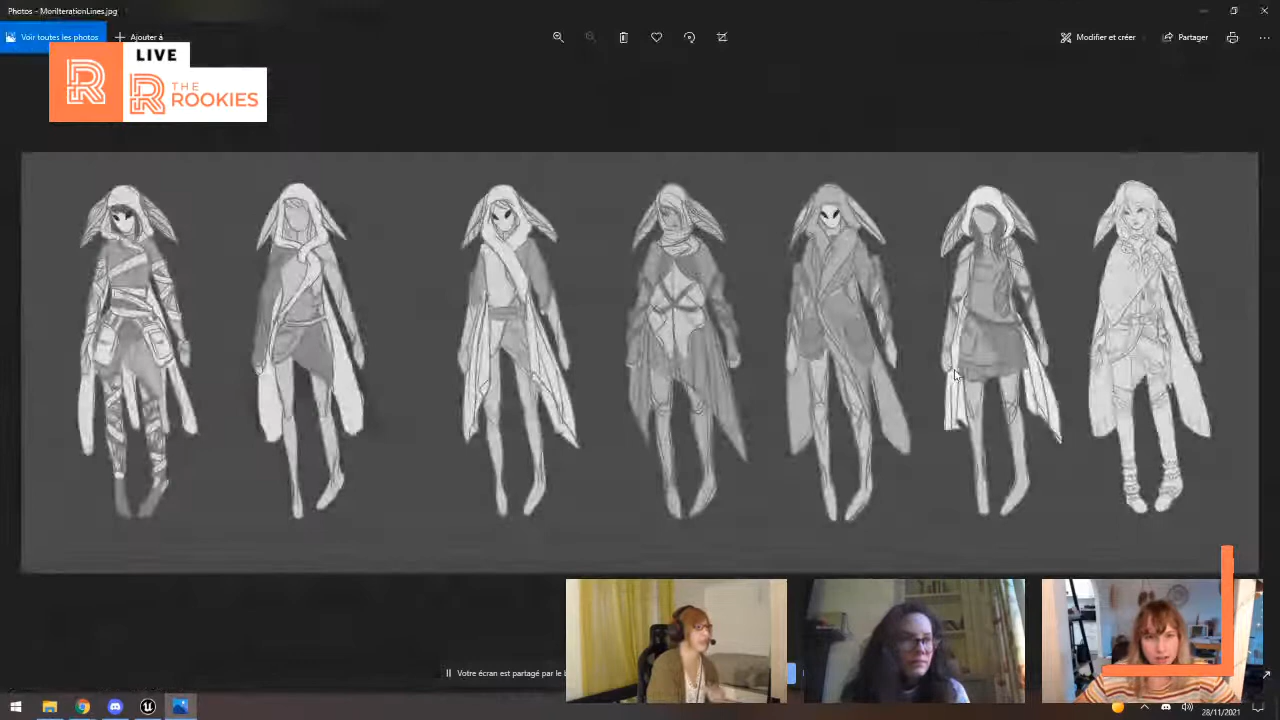 Photos - MoriIterationLines.jpg
Voir toutes les photos
Ajouter à
Modifier et créer
Partager
LIVE
THE
ROOKIES
Votre écran est partagé par le
28/11/2021